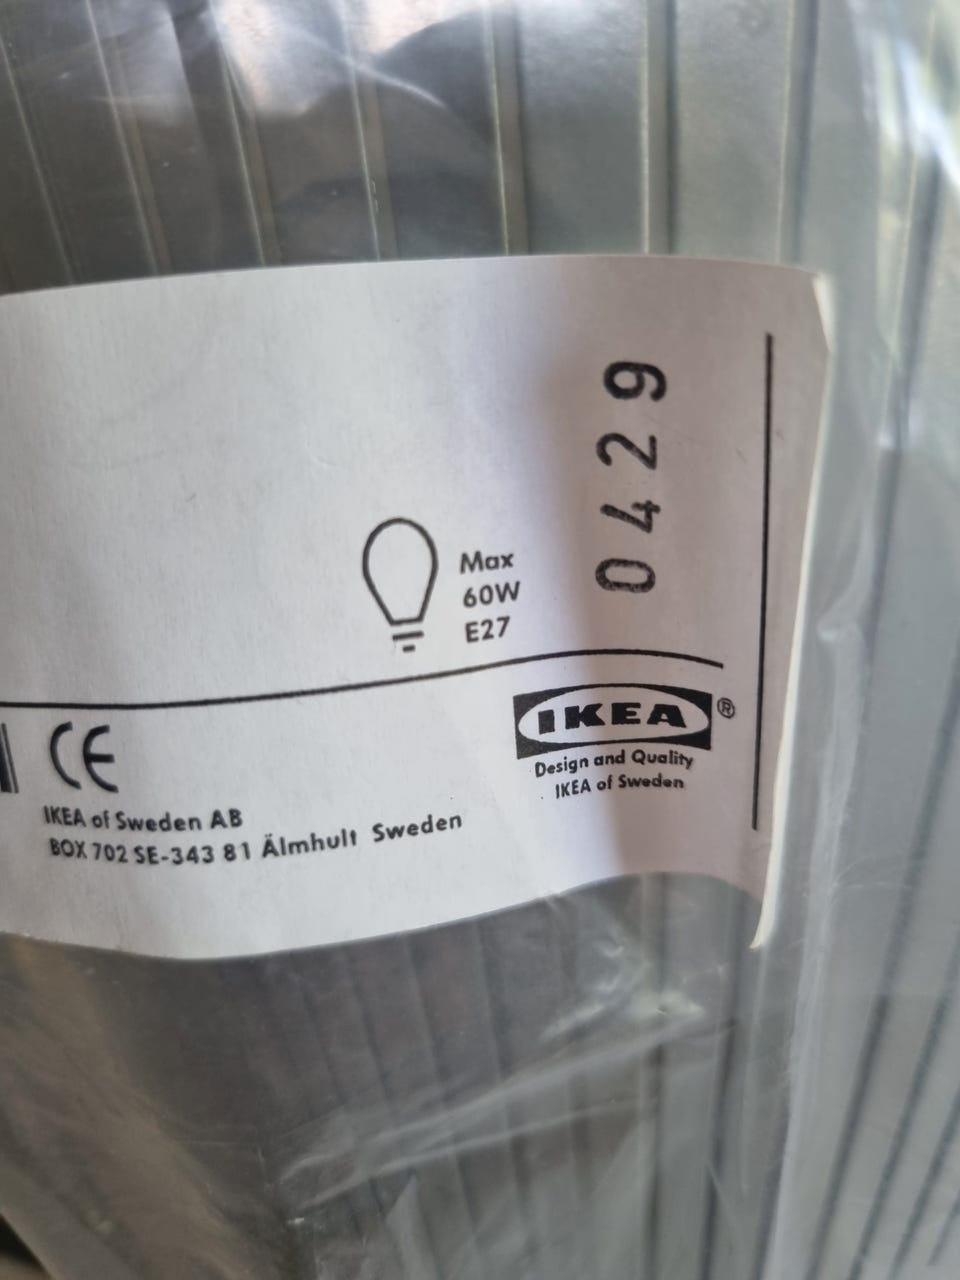 0429
Max
60W
E27
IKEA®
Design and Quality
IKEA of Sweden
CE
IKEA of Sweden AB
BOX 702 SE-343 81 Älmhult Sweden